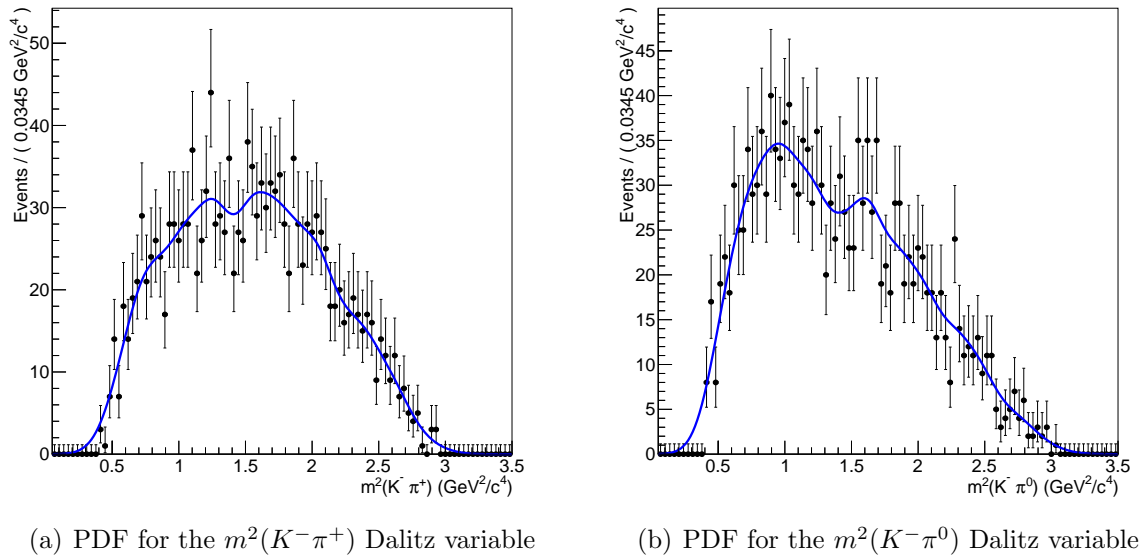 Events / ( 0.0345 GeV²/c⁴ )
50
40
30
20
10
0
0.5 1 1.5 2 2.5 3 3.5
m²(K⁻ π⁺) (GeV²/c⁴)
Events / ( 0.0345 GeV²/c⁴ )
45
40
35
30
25
20
15
10
5
0
0.5 1 1.5 2 2.5 3 3.5
m²(K⁻ π⁰) (GeV²/c⁴)
(a) PDF for the m²(K⁻π⁺) Dalitz variable
(b) PDF for the m²(K⁻π⁰) Dalitz variable